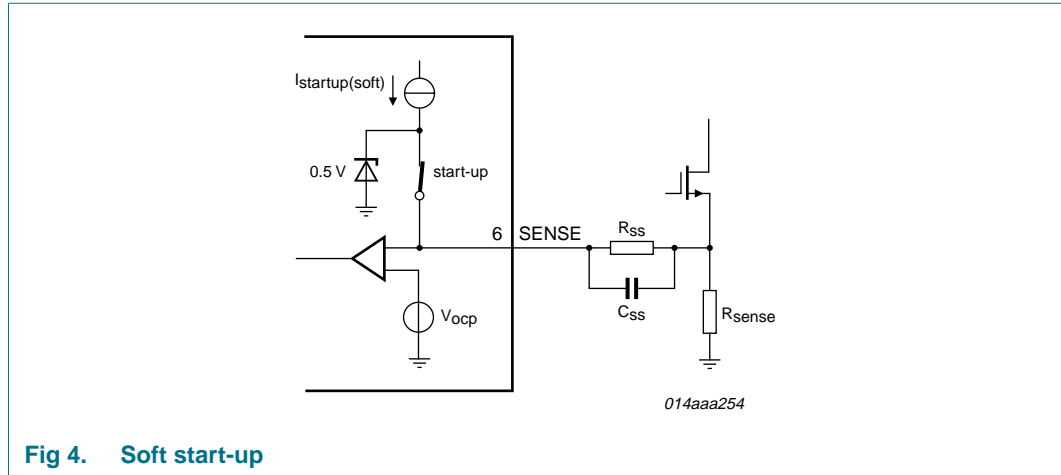 Istartup(soft)
0.5 V
start-up
6 SENSE
Rss
Css
Vocp
Rsense
014aaa254
Fig 4. Soft start-up